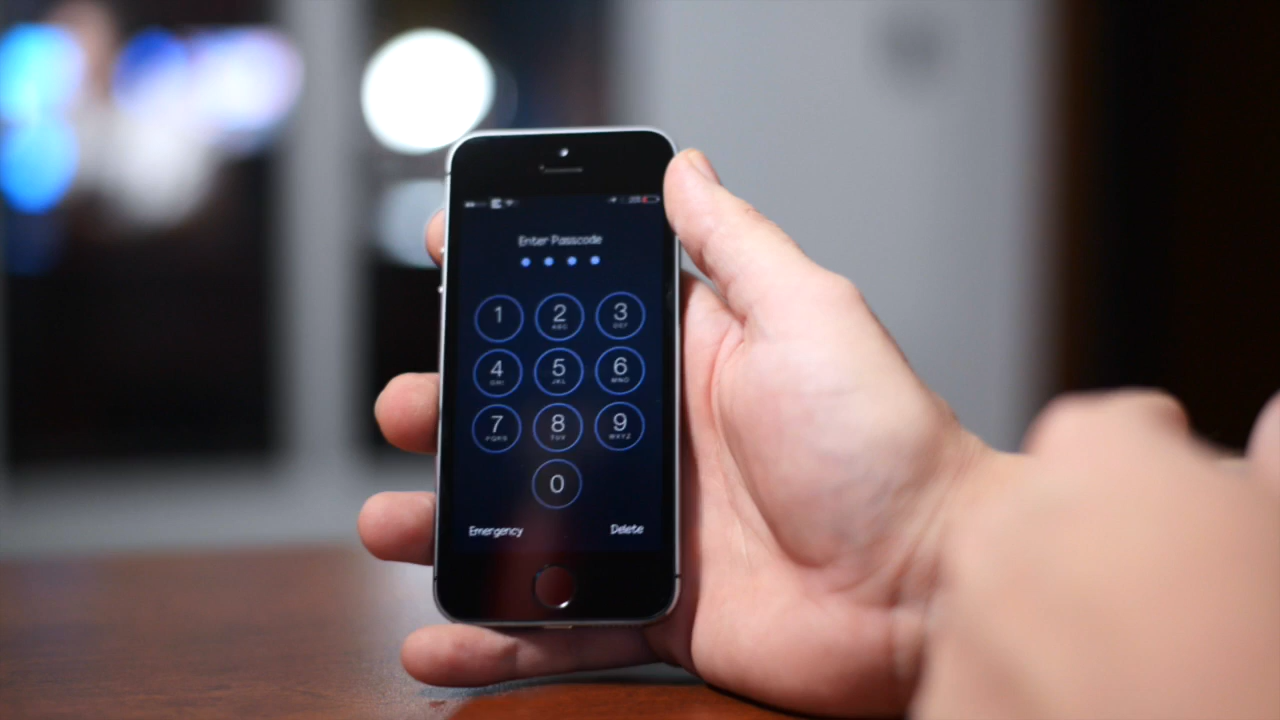 Enter Passcode
1 2 3
ABC DEF
4 5 6
GHI JKL MNO
7 8 9
PQRS TUV WXYZ
0
Emergency Delete